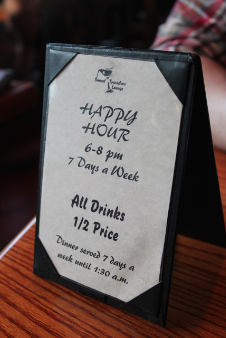 Lounge
HAPPY
HOUR
6-8 pm
7 Days a Week
All Drinks
1/2 Price
Dinner served 7 days a
week until 1:30 a.m.